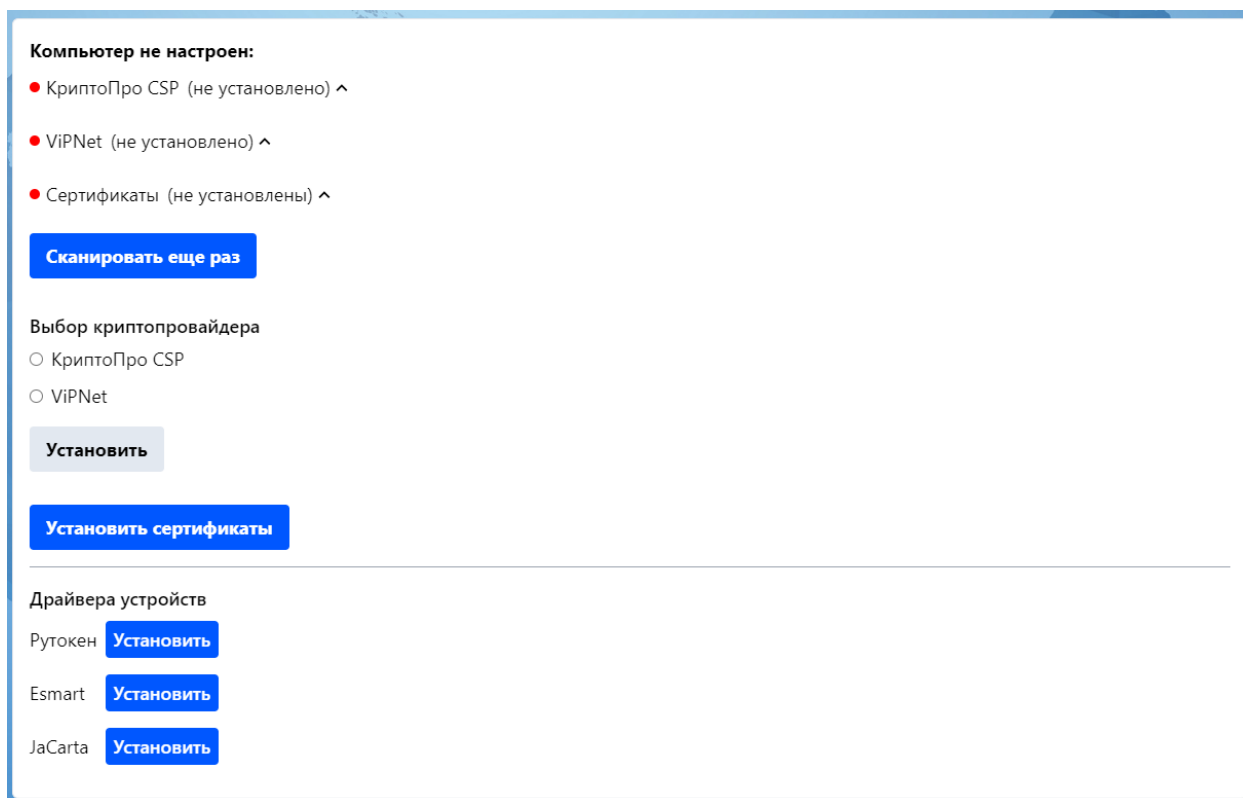 Компьютер не настроен:
КриптоПро CSP (не установлено)
ViPNet (не установлено)
Сертификаты (не установлены)
Сканировать еще раз
Выбор криптопровайдера
КриптоПро CSP
ViPNet
Установить
Установить сертификаты
Драйвера устройств
Рутокен Установить
Esmart Установить
JaCarta Установить